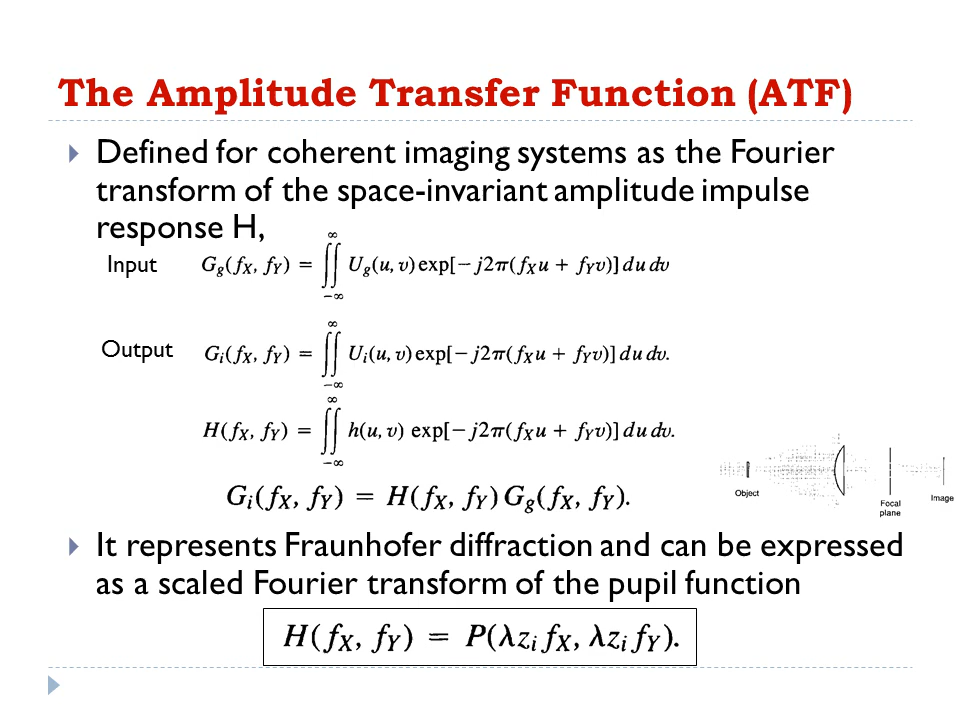 The Amplitude Transfer Function (ATF)
Defined for coherent imaging systems as the Fourier
transform of the space-invariant amplitude impulse
response H,
Input G_g(f_X, f_Y) = ∬_{-∞}^{∞} U_g(u, v) exp[−j2π(f_X u + f_Y v)] du dv
Output G_i(f_X, f_Y) = ∬_{-∞}^{∞} U_i(u, v) exp[−j2π(f_X u + f_Y v)] du dv.
H(f_X, f_Y) = ∬_{-∞}^{∞} h(u, v) exp[−j2π(f_X u + f_Y v)] du dv.
G_i(f_X, f_Y) = H(f_X, f_Y) G_g(f_X, f_Y).
Object
Focal
plane
Image
It represents Fraunhofer diffraction and can be expressed
as a scaled Fourier transform of the pupil function
H(f_X, f_Y) = P(λz_i f_X, λz_i f_Y).